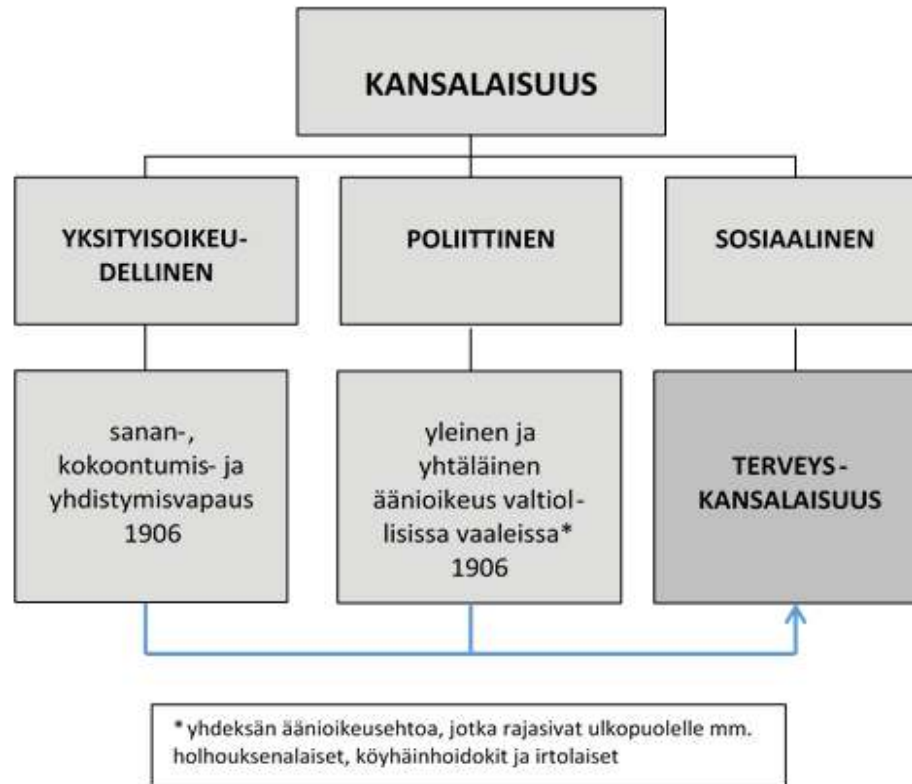 KANSALAISUUS
YKSITYISOIKEU-
DELLINEN
POLIITTINEN
SOSIAALINEN
sanan-,
kokoontumis- ja
yhdistymisvapaus
1906
yleinen ja
yhtäläinen
äänioikeus valtiol-
lisissa vaaleissa*
1906
TERVEYS-
KANSALAISUUS
* yhdeksän äänioikeusehtoa, jotka rajasivat ulkopuolelle mm.
holhouksenalaiset, köyhäinhoidokit ja irtolaiset